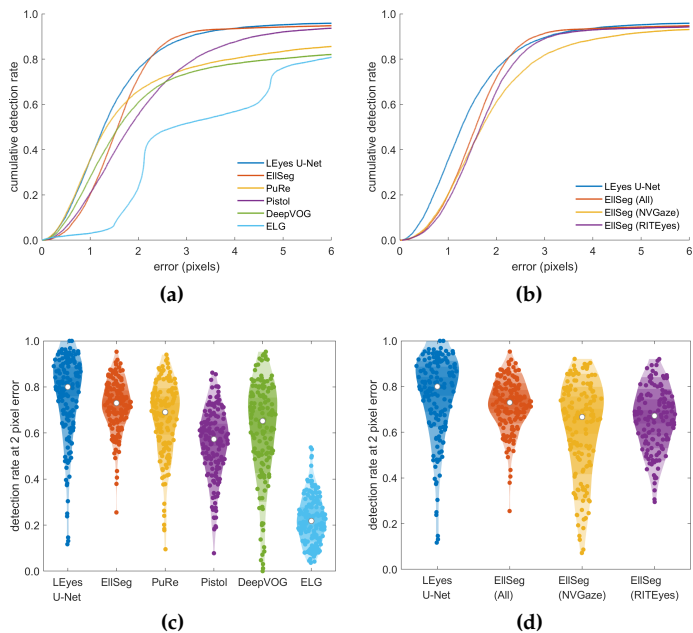 1.0
0.8
0.6
0.4
0.2
0.0
cumulative detection rate
0 1 2 3 4 5 6
error (pixels)
LEyes U-Net
EllSeg
PuRe
Pistol
DeepVOG
ELG
(a)
1.0
0.8
0.6
0.4
0.2
0.0
cumulative detection rate
0 1 2 3 4 5 6
error (pixels)
LEyes U-Net
EllSeg (All)
EllSeg (NVGaze)
EllSeg (RITEyes)
(b)
1.0
0.8
0.6
0.4
0.2
0
detection rate at 2 pixel error
LEyes EllSeg PuRe Pistol DeepVOG ELG
U-Net
(c)
1.0
0.8
0.6
0.4
0.2
0.0
detection rate at 2 pixel error
LEyes EllSeg EllSeg EllSeg
U-Net (All) (NVGaze) (RITEyes)
(d)